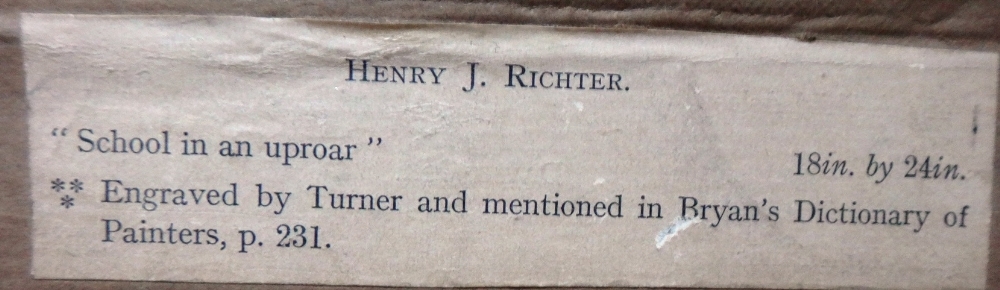 HENRY J. RICHTER.
“ School in an uproar ” 18in. by 24in.
⁂ Engraved by Turner and mentioned in Bryan’s Dictionary of
Painters, p. 231.